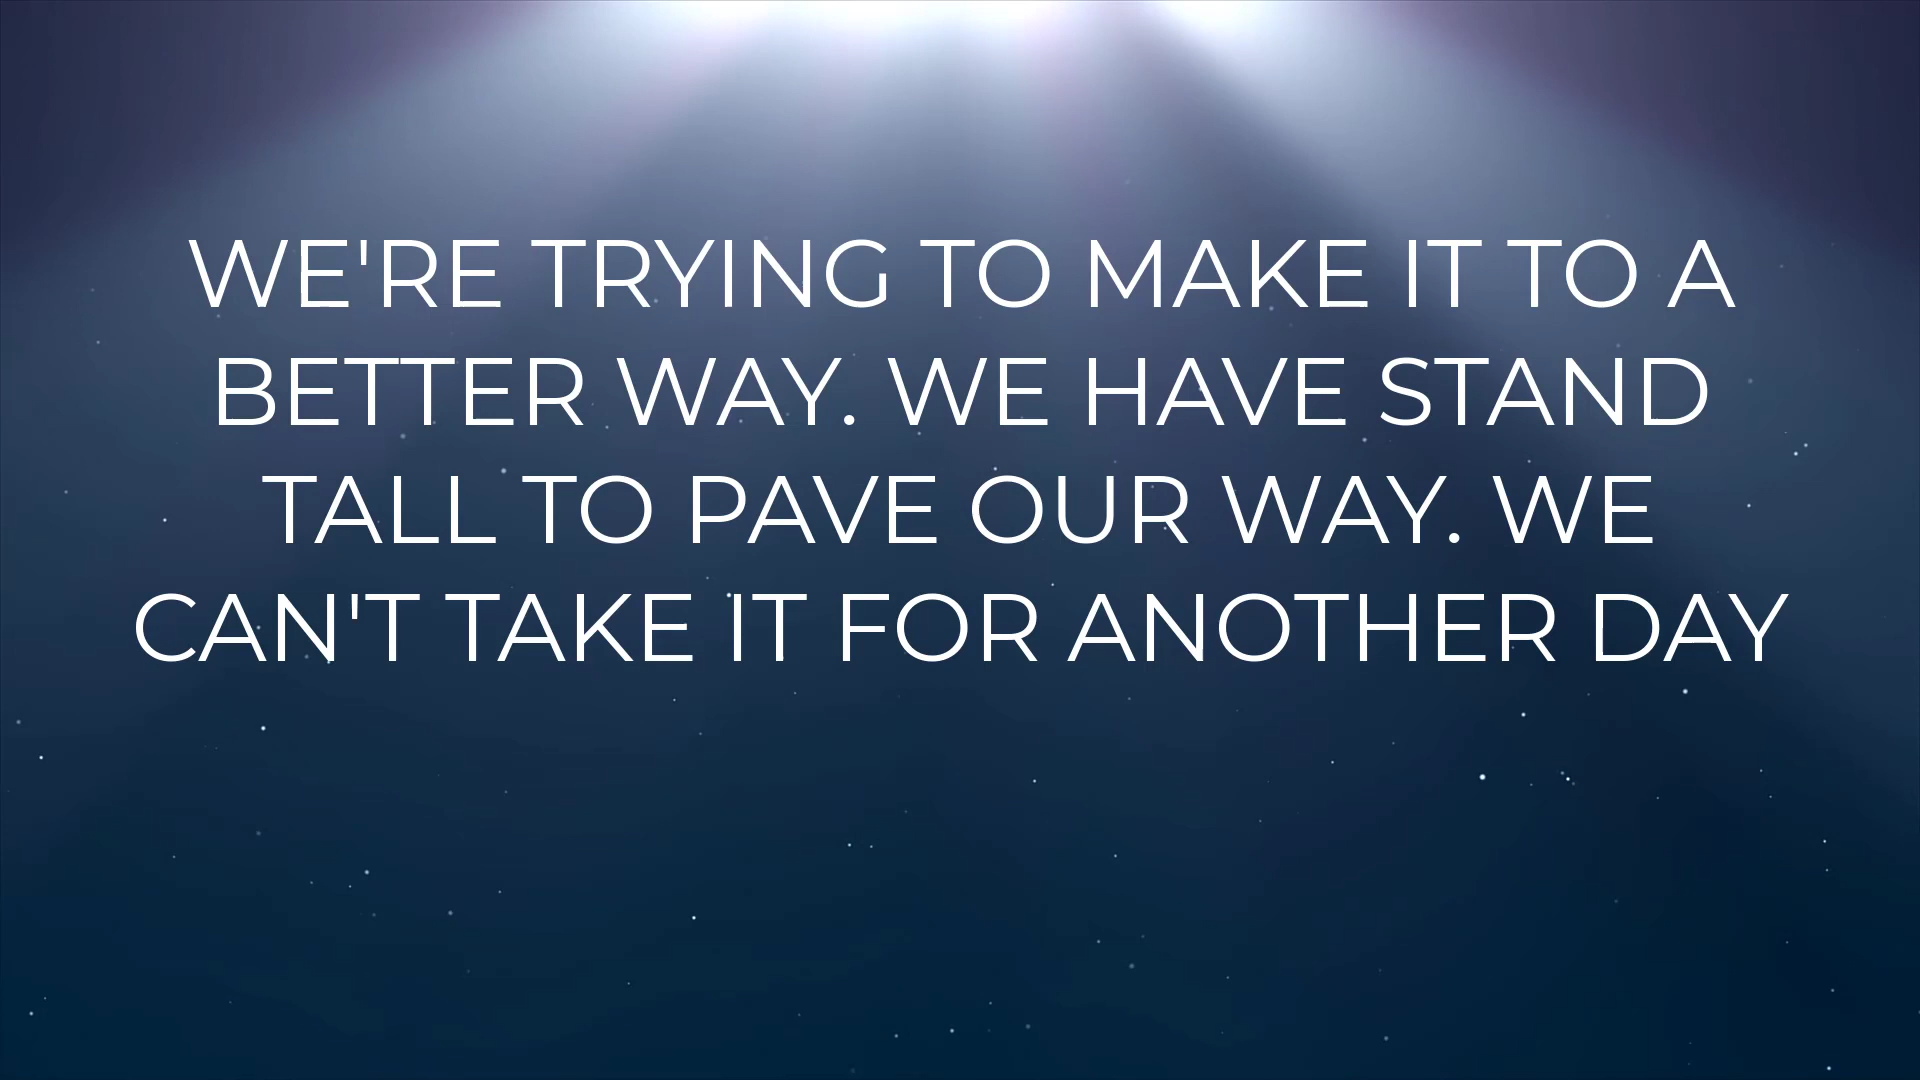 WE'RE TRYING TO MAKE IT TO A
BETTER WAY. WE HAVE STAND
TALL TO PAVE OUR WAY. WE
CAN'T TAKE IT FOR ANOTHER DAY